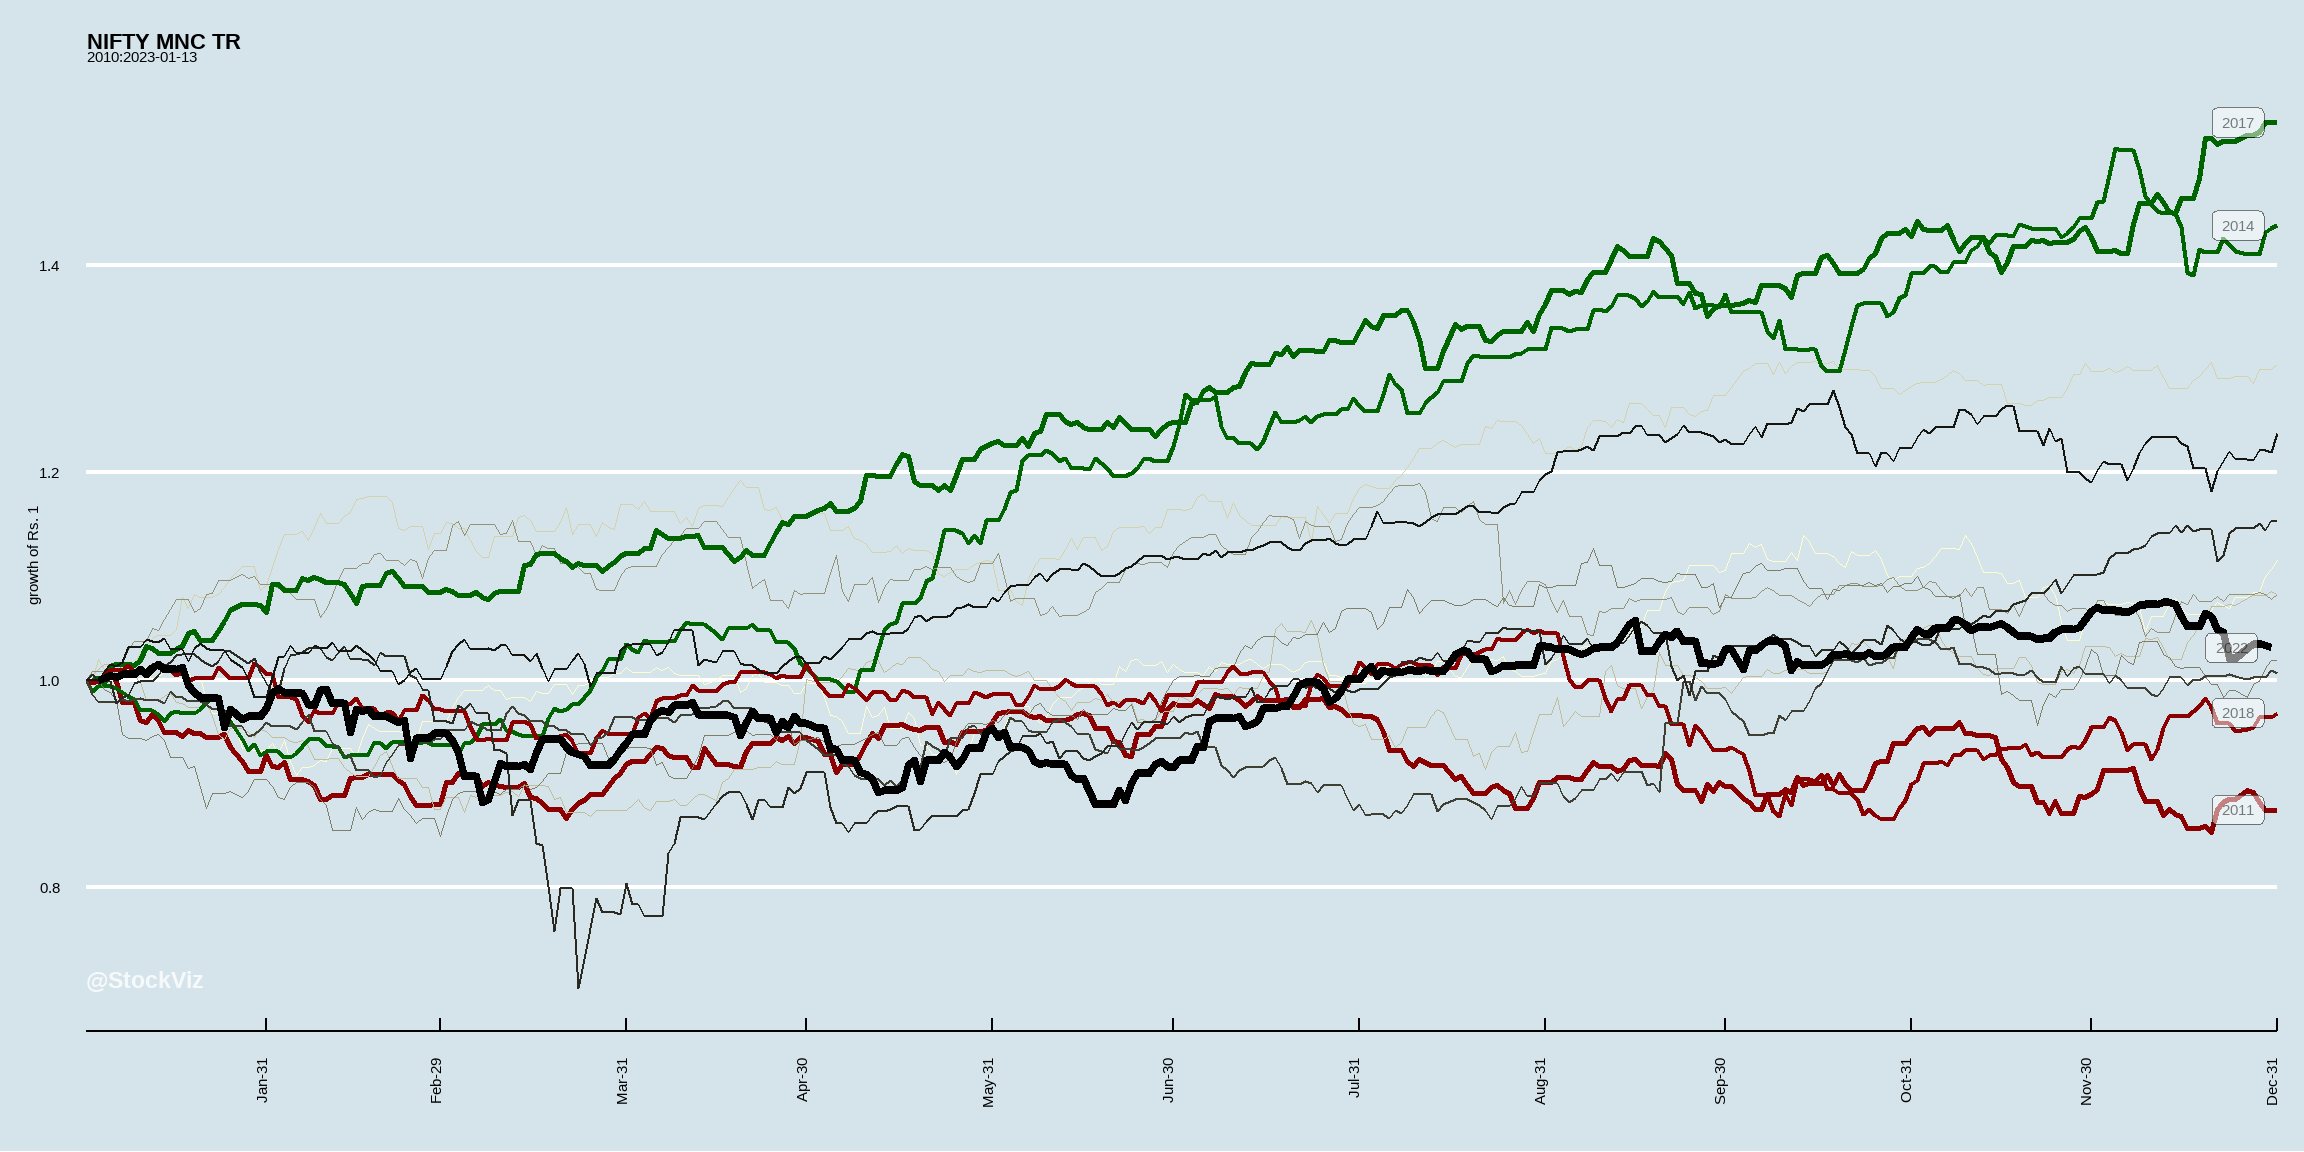 NIFTY MNC TR
2010:2023-01-13
2017
2014
1.4
1.2
growth of Rs. 1
1.0
2022
2018
2011
0.8
@StockViz
Jan-31
Feb-29
Mar-31
Apr-30
May-31
Jun-30
Jul-31
Aug-31
Sep-30
Oct-31
Nov-30
Dec-31